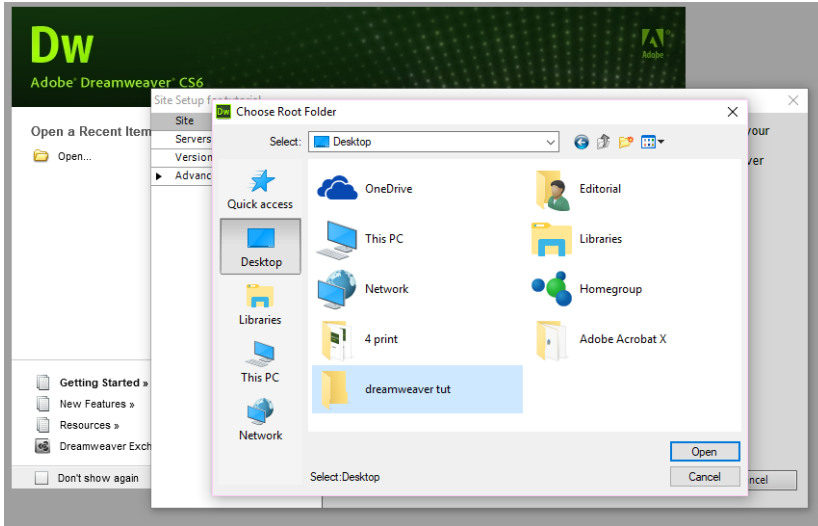 Dw
Adobe® Dreamweaver® CS6
Adobe
Open a Recent Item
Open...
Getting Started »
New Features »
Resources »
Dreamweaver Exch
Don't show again
Site Setup f
Site
Servers
Version
Advanc
your
ver
ncel
Dw Choose Root Folder
Select: Desktop
Quick access
Desktop
Libraries
This PC
Network
OneDrive
Editorial
This PC
Libraries
Network
Homegroup
4 print
Adobe Acrobat X
dreamweaver tut
Open
Select:Desktop
Cancel